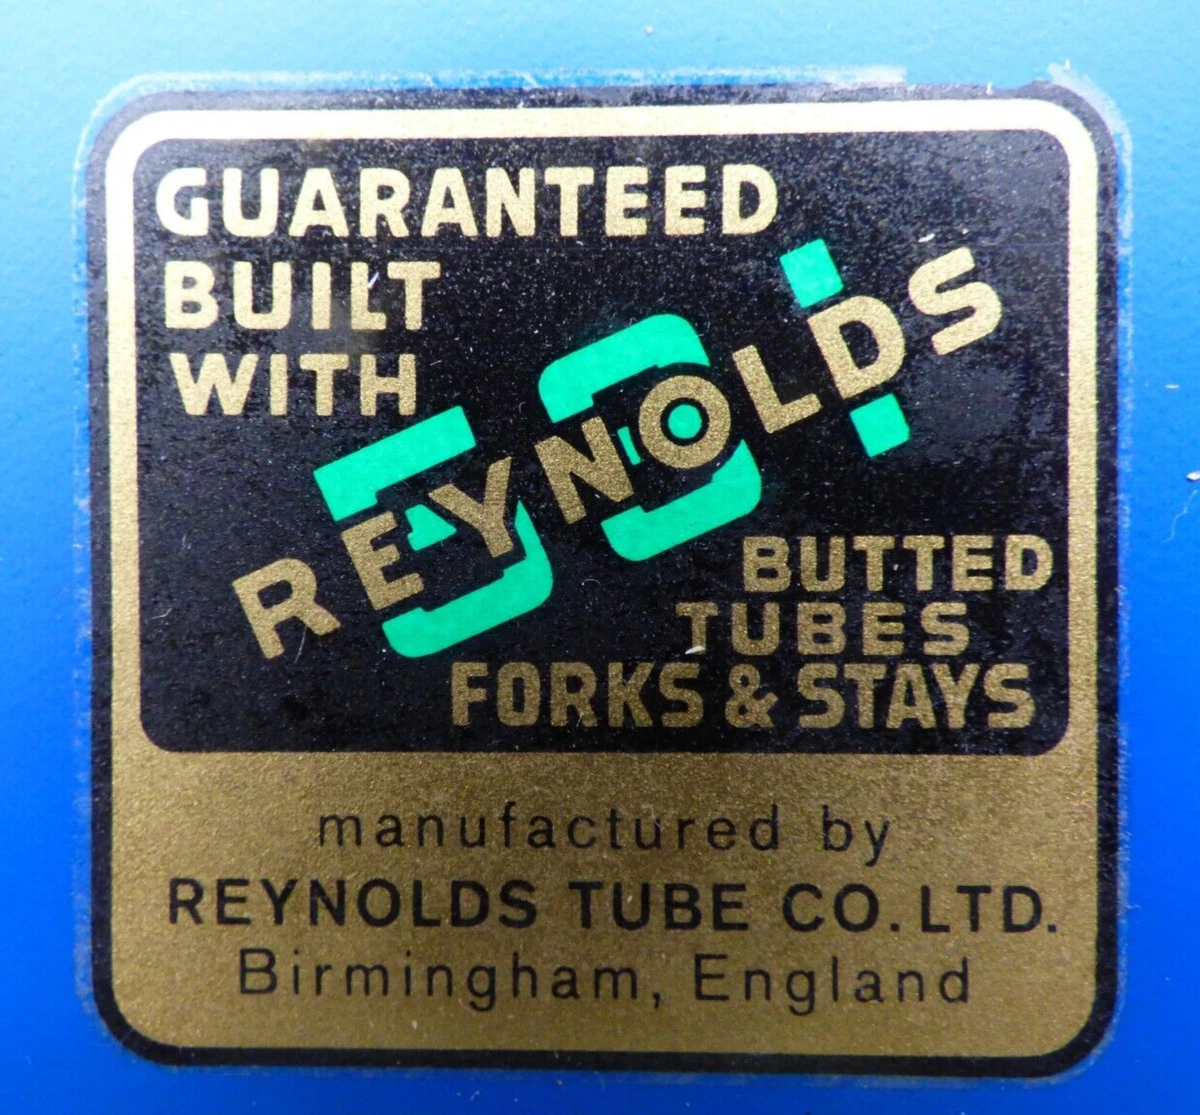 GUARANTEED
BUILT
WITH
531
REYNOLDS
BUTTED
TUBES
FORKS & STAYS
manufactured by
REYNOLDS TUBE CO. LTD.
Birmingham, England